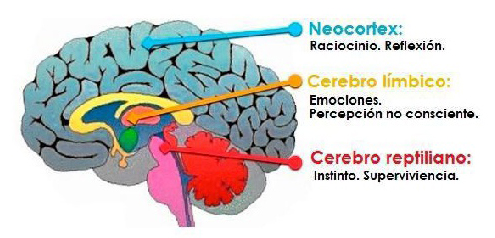 Neocortex:
Raciocinio. Reflexión.
Cerebro límbico:
Emociones.
Percepción no consciente.
Cerebro reptiliano:
Instinto. Superviviencia.